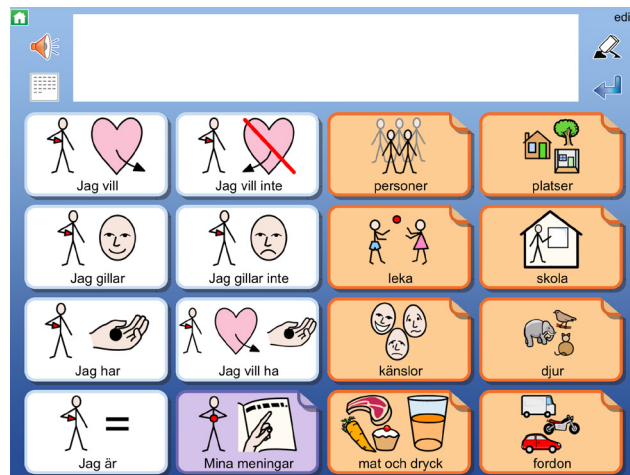 edi
Jag vill
Jag vill inte
personer
platser
Jag gillar
Jag gillar inte
leka
skola
Jag har
Jag vill ha
känslor
djur
Jag är
Mina meningar
mat och dryck
fordon